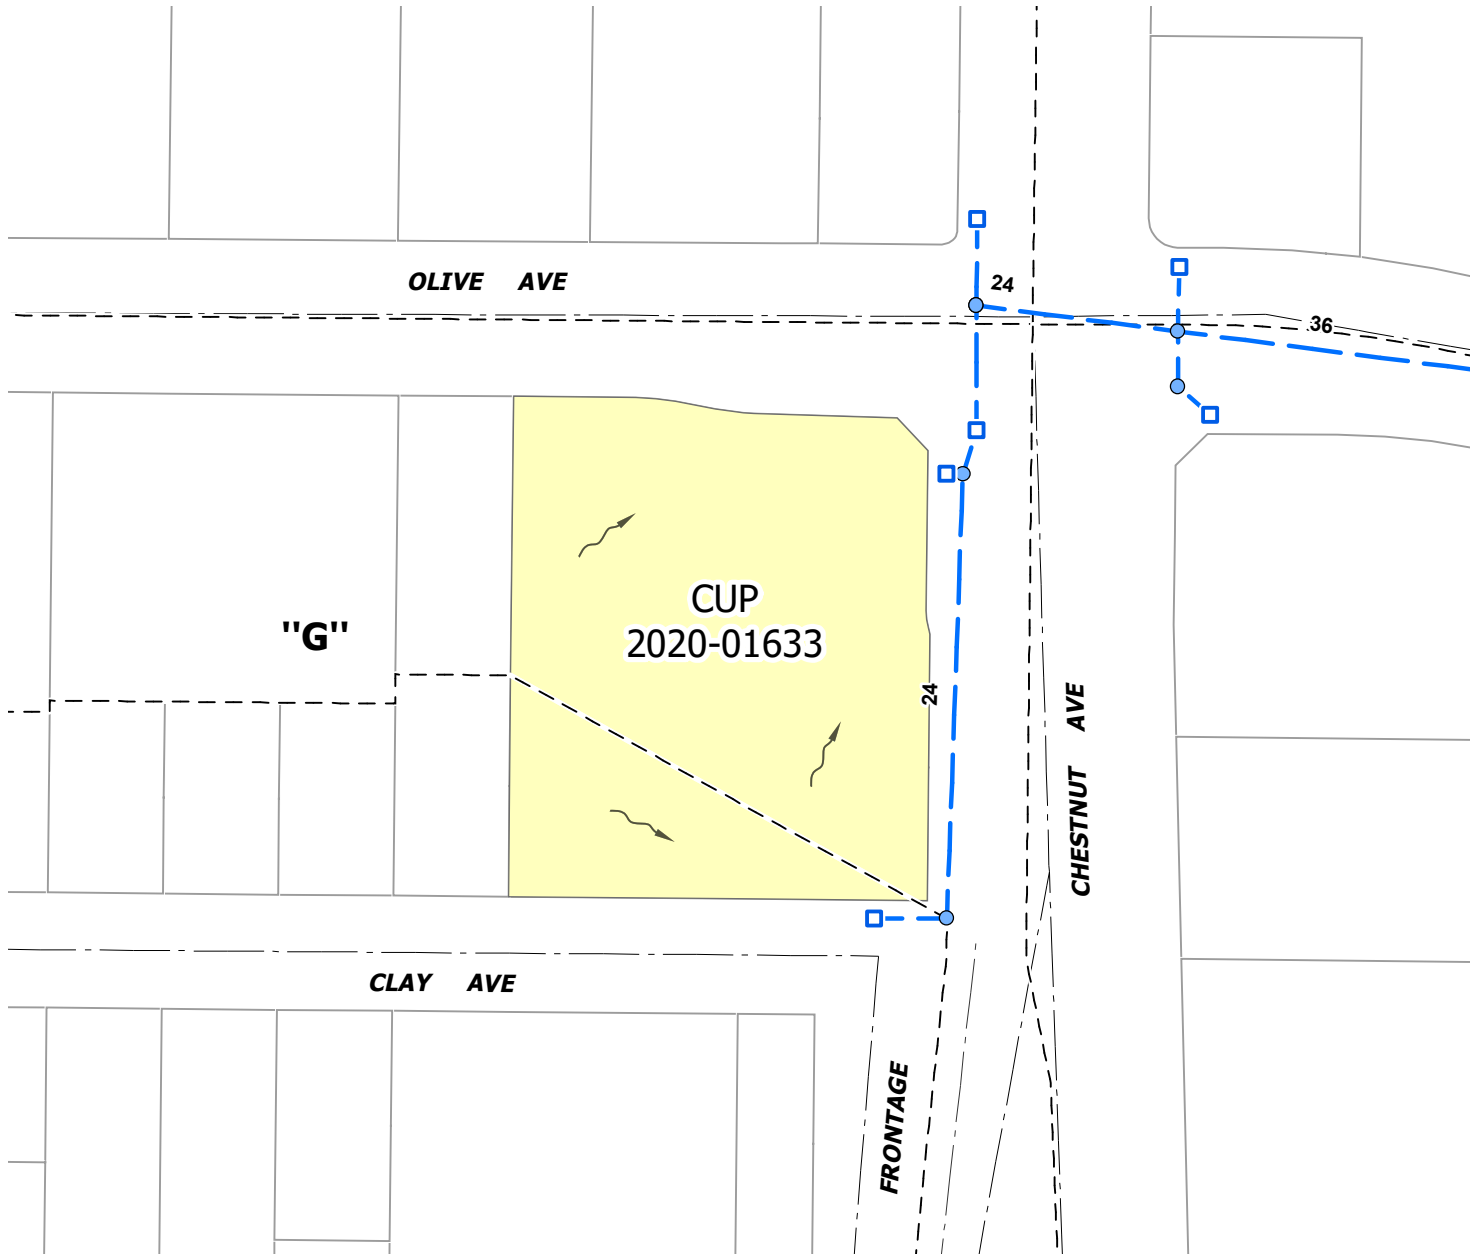 OLIVE AVE
24
36
CUP
2020-01633
"G"
24
CHESTNUT AVE
CLAY AVE
FRONTAGE